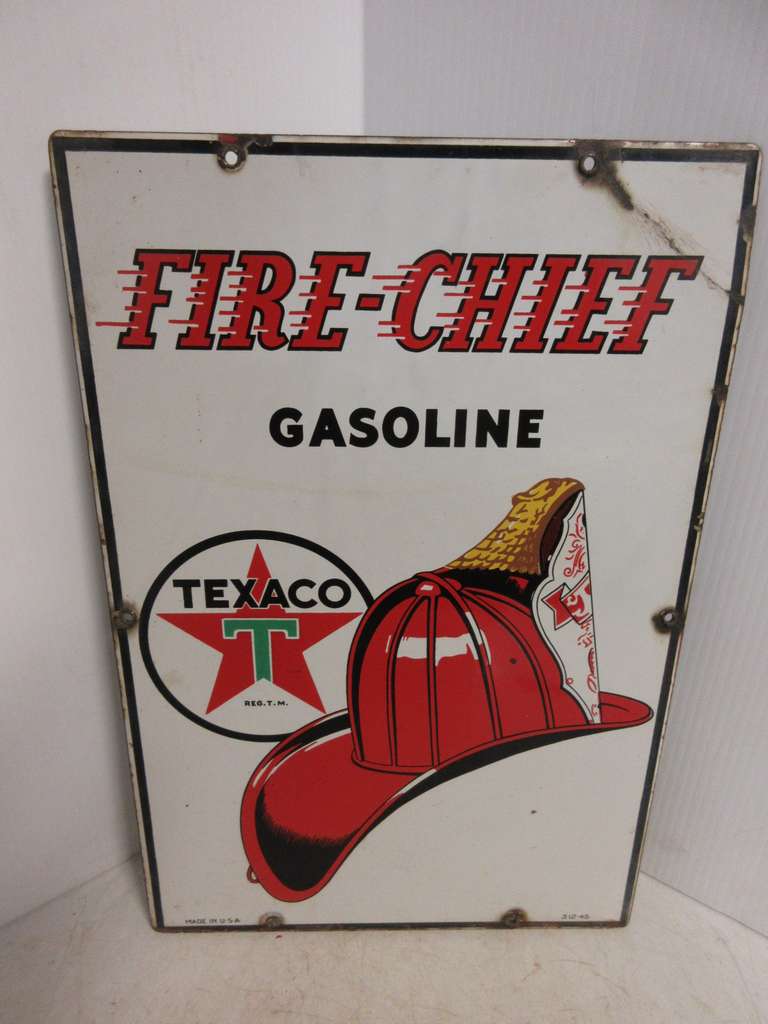 FIRE-CHIEF
GASOLINE
TEXACO
T
REG. T. M.
MADE IN U.S.A.